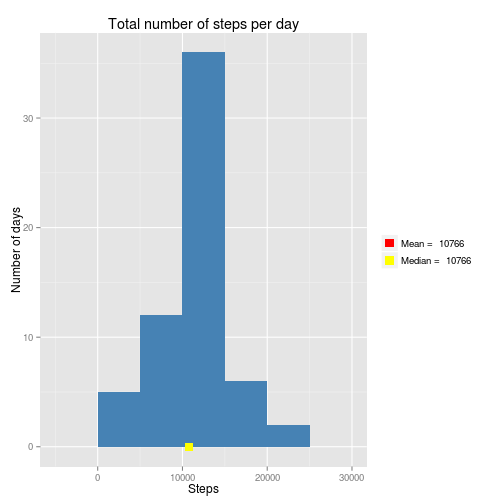 Total number of steps per day
Number of days
30
20
10
0
0 10000 20000 30000
Steps
Mean = 10766
Median = 10766